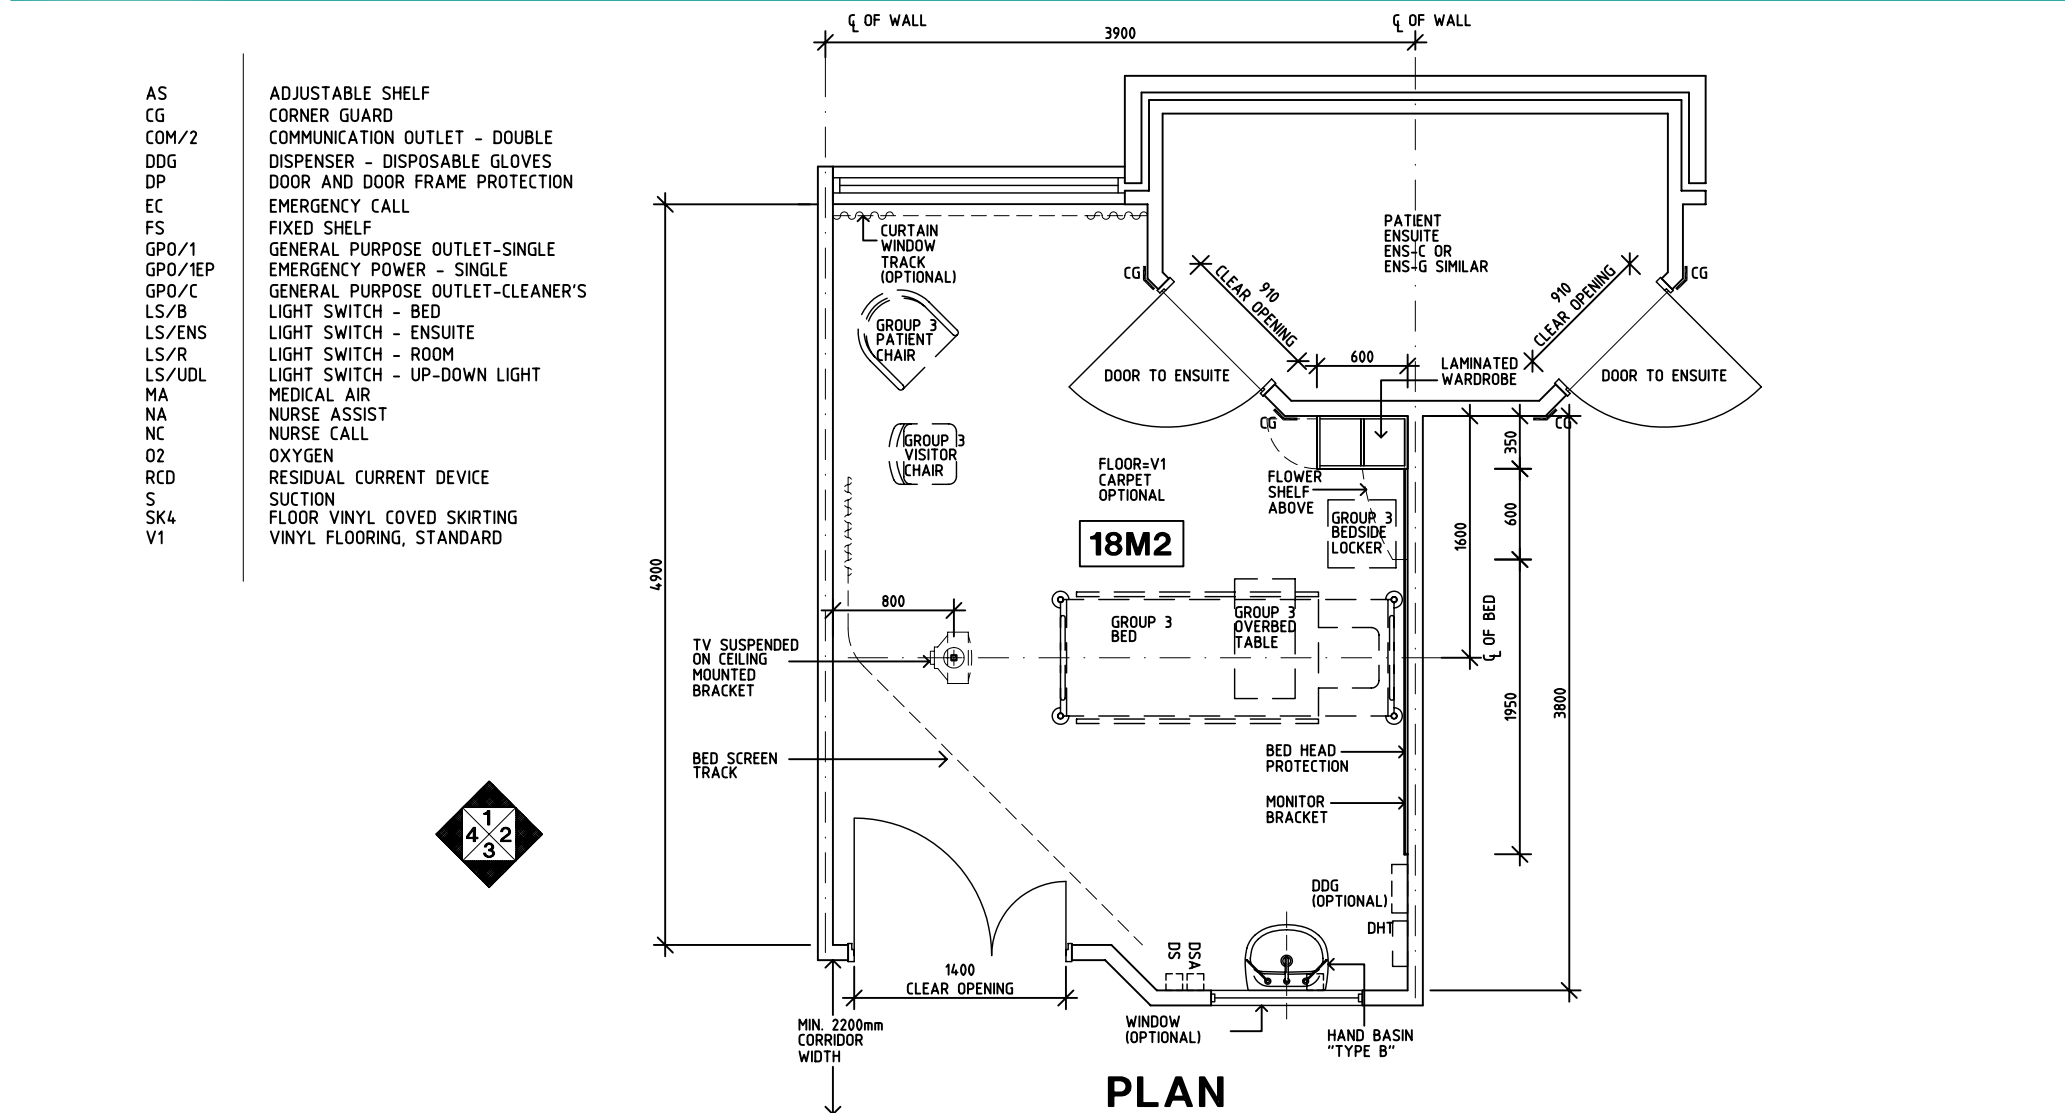 ℄ OF WALL
℄ OF WALL
3900
AS ADJUSTABLE SHELF
CG CORNER GUARD
COM/2 COMMUNICATION OUTLET - DOUBLE
DDG DISPENSER - DISPOSABLE GLOVES
DP DOOR AND DOOR FRAME PROTECTION
EC EMERGENCY CALL
FS FIXED SHELF
GPO/1 GENERAL PURPOSE OUTLET-SINGLE
GPO/1EP EMERGENCY POWER - SINGLE
GPO/C GENERAL PURPOSE OUTLET-CLEANER'S
LS/B LIGHT SWITCH - BED
LS/ENS LIGHT SWITCH - ENSUITE
LS/R LIGHT SWITCH - ROOM
LS/UDL LIGHT SWITCH - UP-DOWN LIGHT
MA MEDICAL AIR
NA NURSE ASSIST
NC NURSE CALL
O2 OXYGEN
RCD RESIDUAL CURRENT DEVICE
S SUCTION
SK4 FLOOR VINYL COVED SKIRTING
V1 VINYL FLOORING, STANDARD
CURTAIN
WINDOW
TRACK
(OPTIONAL)
PATIENT
ENSUITE
ENS-C OR
ENS-G SIMILAR
CG
CG
910
CLEAR OPENING
910
CLEAR OPENING
GROUP 3
PATIENT
CHAIR
600
LAMINATED
WARDROBE
DOOR TO ENSUITE
DOOR TO ENSUITE
CG
CG
GROUP 3
VISITOR
CHAIR
FLOOR=V1
CARPET
OPTIONAL
FLOWER
SHELF
ABOVE
350
600
1600
GROUP 3
BEDSIDE
LOCKER
18M2
4900
800
GROUP 3
BED
GROUP 3
OVERBED
TABLE
℄ OF BED
TV SUSPENDED
ON CEILING
MOUNTED
BRACKET
1950
3800
BED SCREEN
TRACK
BED HEAD
PROTECTION
MONITOR
BRACKET
1
4 2
3
DDG
(OPTIONAL)
DHT
DS
DSA
1400
CLEAR OPENING
MIN. 2200mm
CORRIDOR
WIDTH
WINDOW
(OPTIONAL)
HAND BASIN
"TYPE B"
PLAN